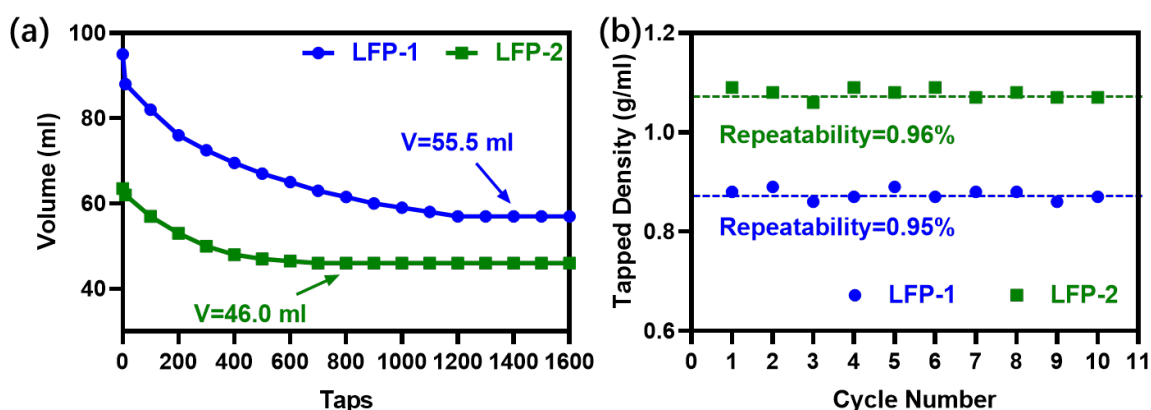 (a)
100
80
60
40
Volume (ml)
LFP-1 LFP-2
V=55.5 ml
V=46.0 ml
0 200 400 600 800 1000 1200 1400 1600
Taps
(b)
1.2
1.0
0.8
0.6
Tapped Density (g/ml)
Repeatability=0.96%
Repeatability=0.95%
LFP-1 LFP-2
0 1 2 3 4 5 6 7 8 9 10 11
Cycle Number